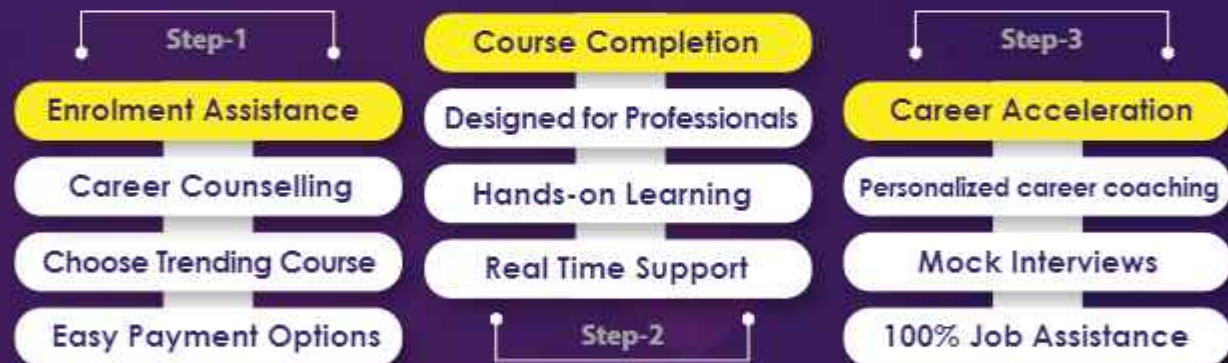 Step-1
Enrolment Assistance
Career Counselling
Choose Trending Course
Easy Payment Options
Course Completion
Designed for Professionals
Hands-on Learning
Real Time Support
Step-2
Step-3
Career Acceleration
Personalized career coaching
Mock Interviews
100% Job Assistance